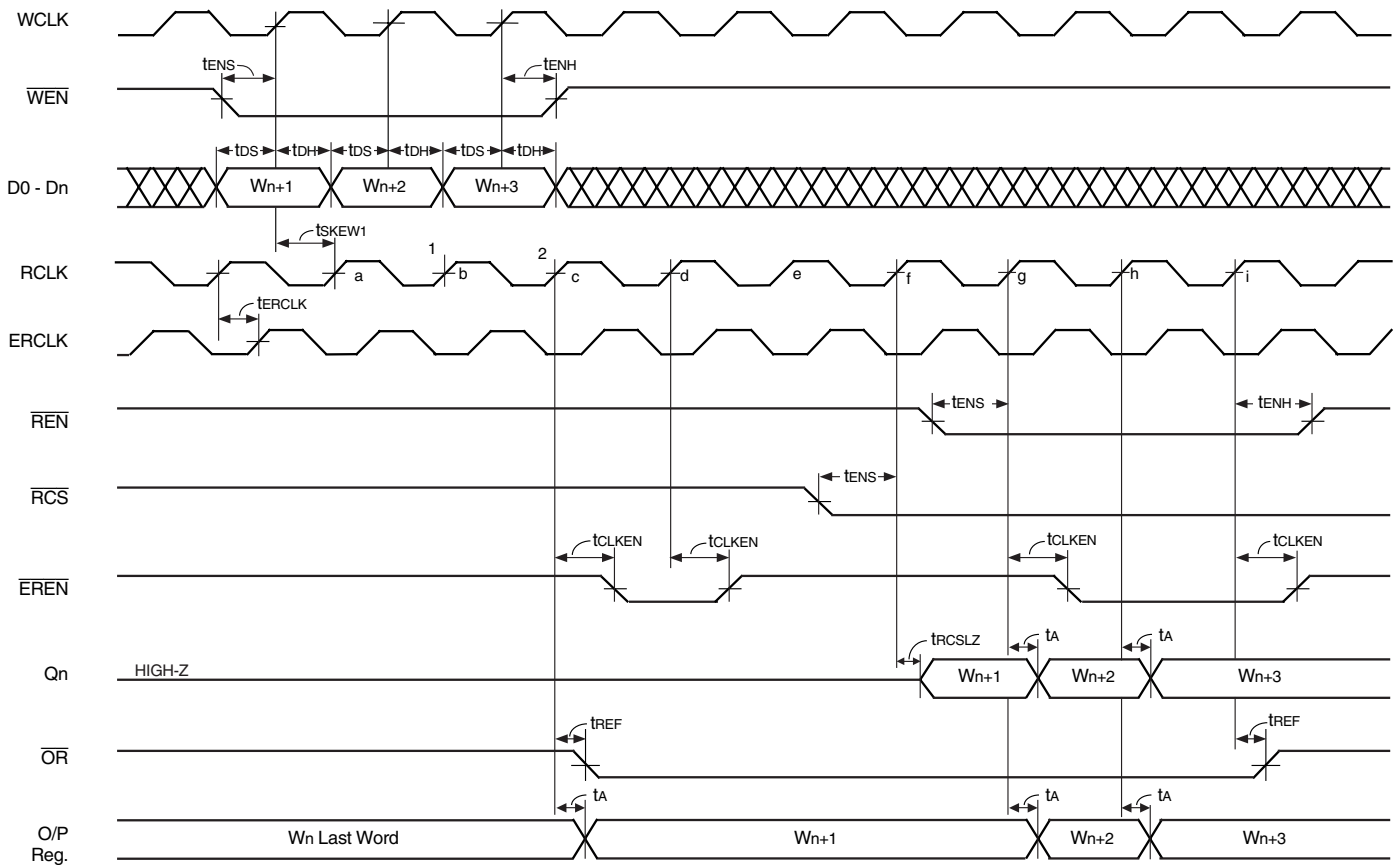 WCLK
tENS
tENH
WEN
tDS tDH tDS tDH tDS tDH
D0 - Dn
Wn+1 Wn+2 Wn+3
tSKEW1
1 2
RCLK
a b c d e f g h i
tERCLK
ERCLK
REN
tENS
tENH
RCS
tENS
tCLKEN tCLKEN tCLKEN tCLKEN
EREN
tRCSLZ tA tA
Qn
HIGH-Z
Wn+1 Wn+2 Wn+3
tREF
tREF
OR
tA tA tA
O/P
Reg.
Wn Last Word Wn+1 Wn+2 Wn+3